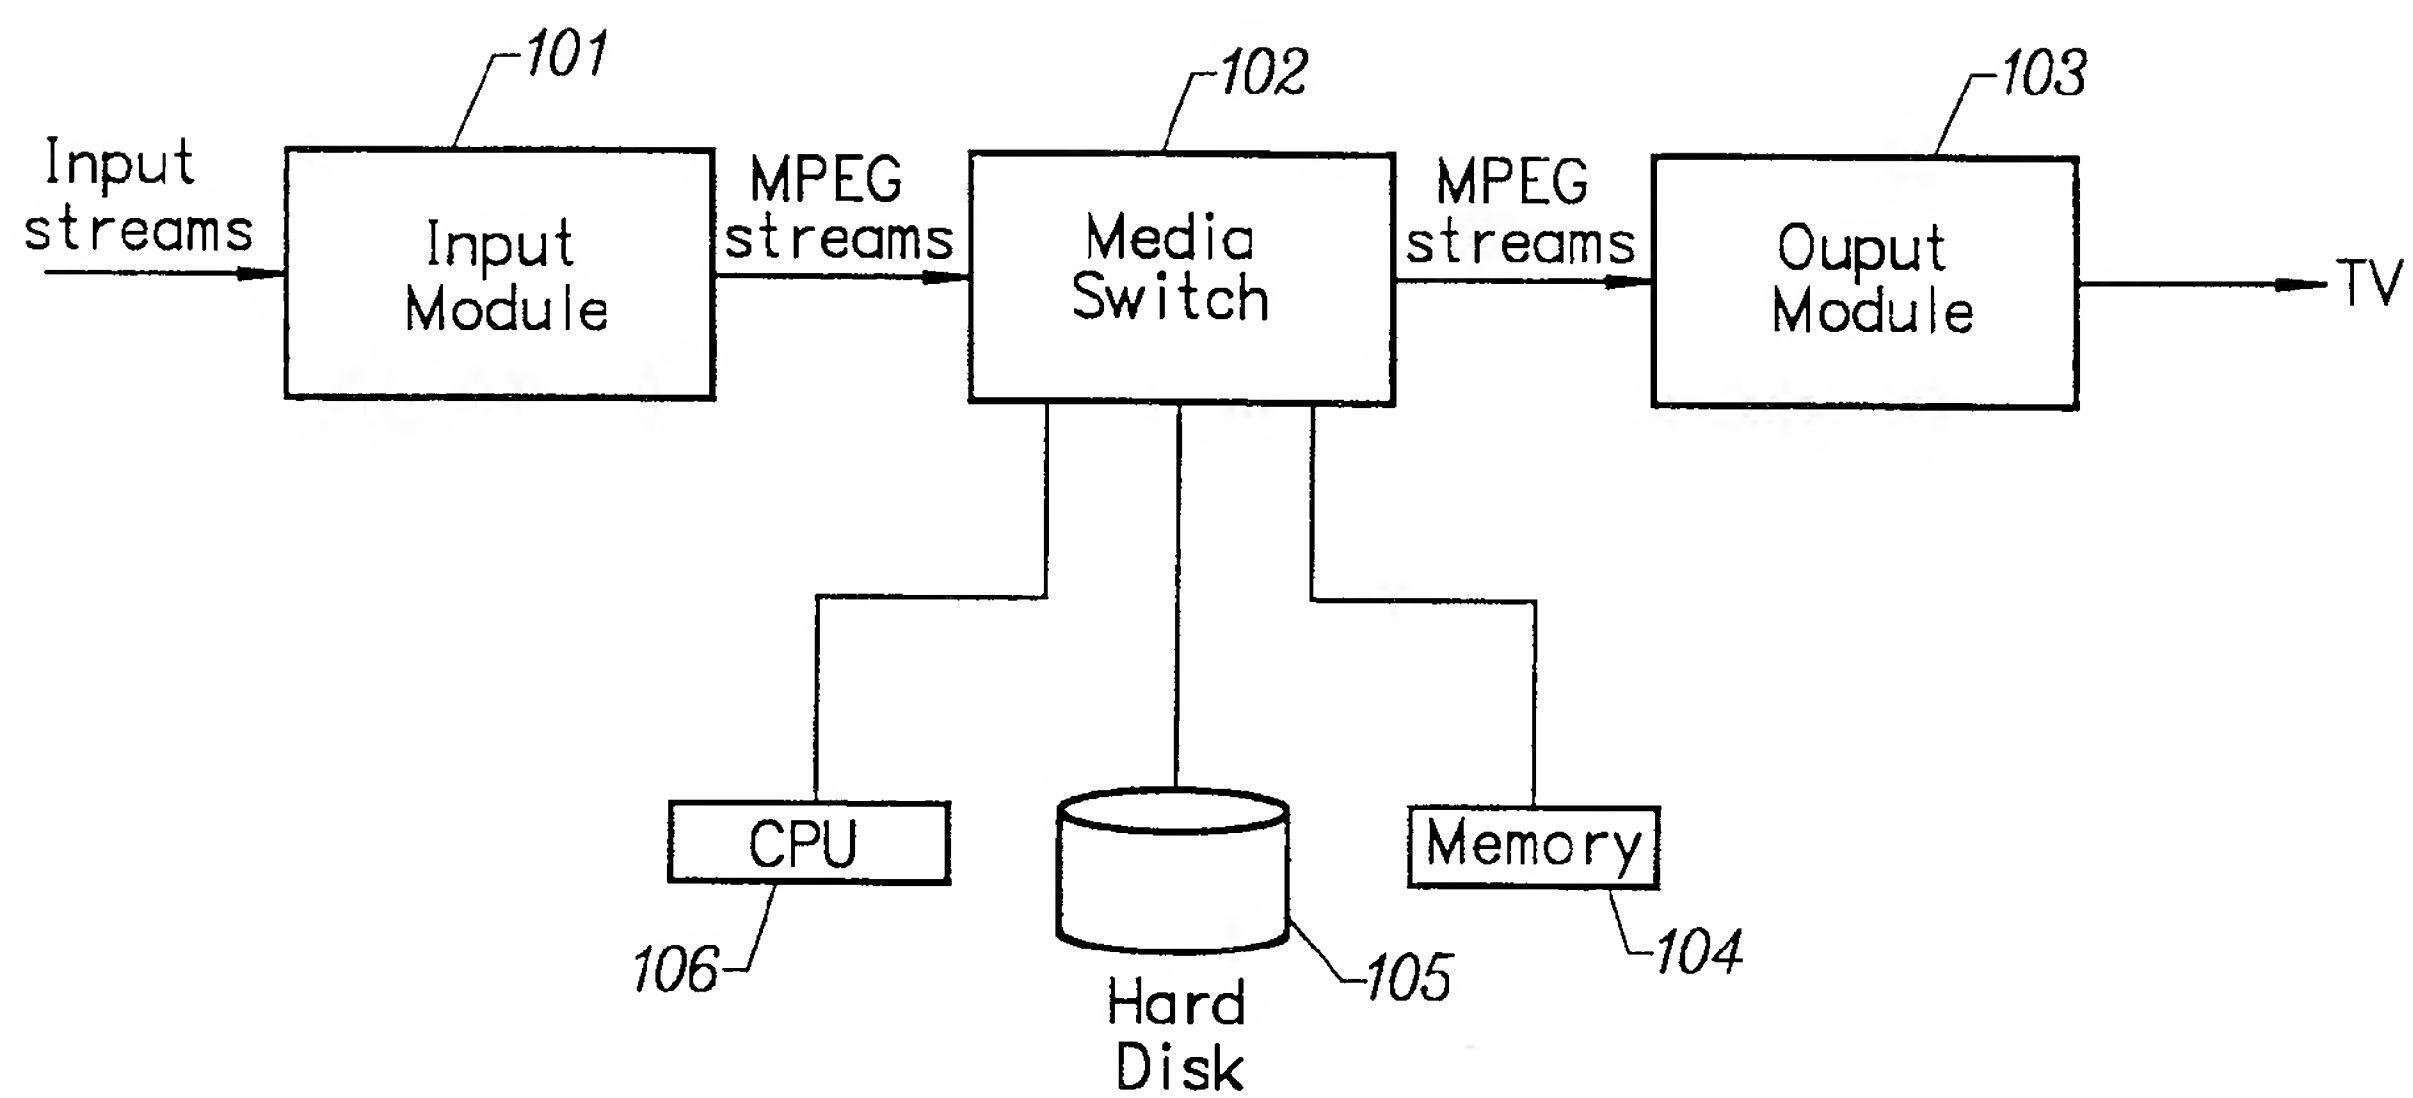 101
102
103
Input
streams
Input
Module
MPEG
streams
Media
Switch
MPEG
streams
Ouput
Module
TV
CPU
Memory
106
105
104
Hard
Disk